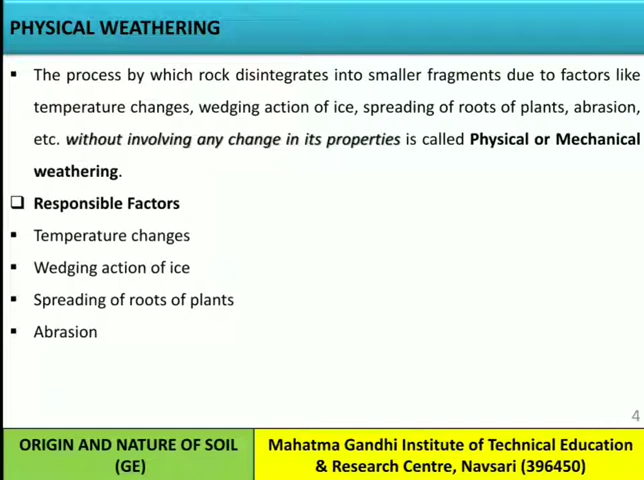 PHYSICAL WEATHERING
▪ The process by which rock disintegrates into smaller fragments due to factors like
temperature changes, wedging action of ice, spreading of roots of plants, abrasion,
etc. without involving any change in its properties is called Physical or Mechanical
weathering.
❑ Responsible Factors
▪ Temperature changes
▪ Wedging action of ice
▪ Spreading of roots of plants
▪ Abrasion
4
ORIGIN AND NATURE OF SOIL
(GE)
Mahatma Gandhi Institute of Technical Education
& Research Centre, Navsari (396450)